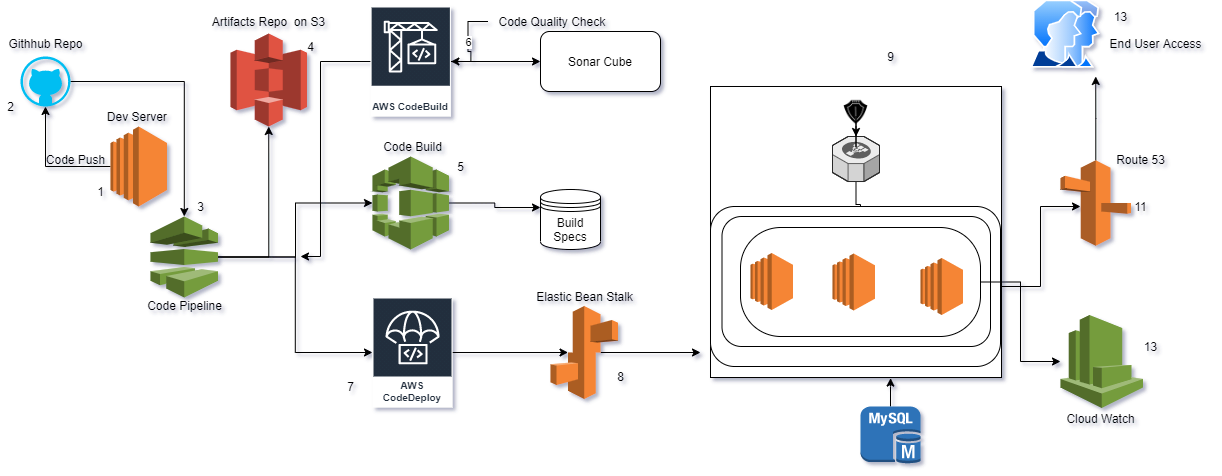 Artifacts Repo on S3
4
Githhub Repo
2
Dev Server
Code Push
1
3
Code Pipeline
AWS CodeBuild
6
Code Quality Check
Sonar Cube
Code Build
5
Build
Specs
7
AWS
CodeDeploy
Elastic Bean Stalk
8
9
MySQL
M
13
End User Access
Route 53
11
13
Cloud Watch